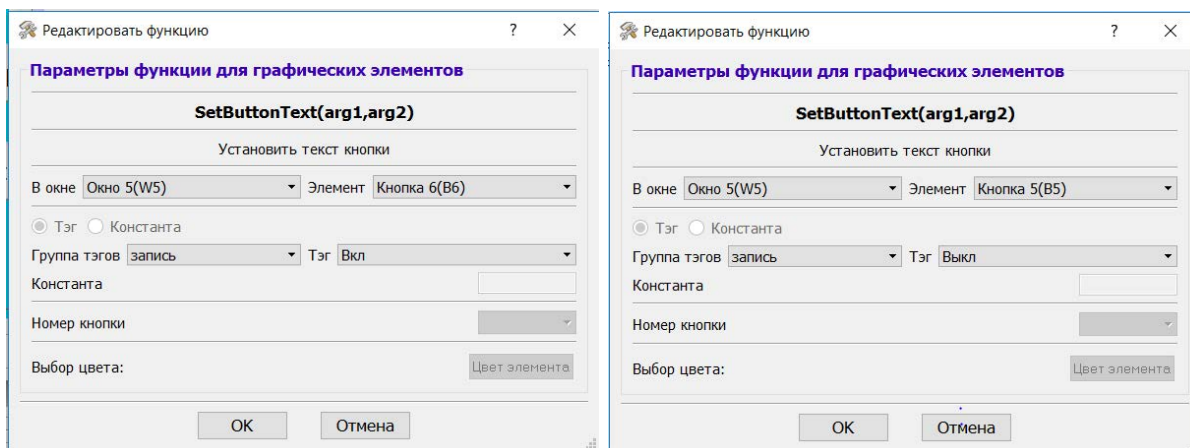 Редактировать функцию ? ×
Параметры функции для графических элементов
SetButtonText(arg1,arg2)
Установить текст кнопки
В окне Окно 5(W5) Элемент Кнопка 6(B6)
Тэг Константа
Группа тэгов запись Тэг Вкл
Константа
Номер кнопки
Выбор цвета: Цвет элемента
OK Отмена
Редактировать функцию ? ×
Параметры функции для графических элементов
SetButtonText(arg1,arg2)
Установить текст кнопки
В окне Окно 5(W5) Элемент Кнопка 5(B5)
Тэг Константа
Группа тэгов запись Тэг Выкл
Константа
Номер кнопки
Выбор цвета: Цвет элемента
OK Отмена